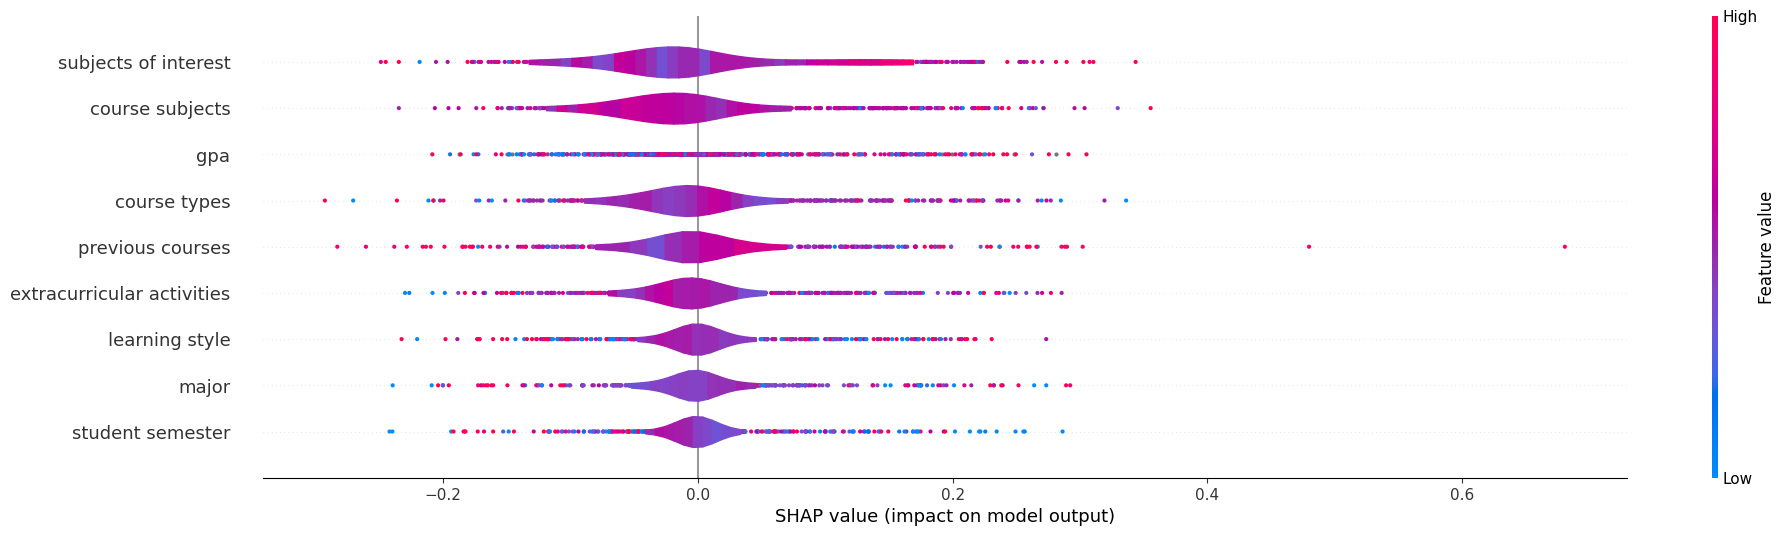 subjects of interest
course subjects
gpa
course types
previous courses
extracurricular activities
learning style
major
student semester
−0.2 0.0 0.2 0.4 0.6
SHAP value (impact on model output)
High
Feature value
Low